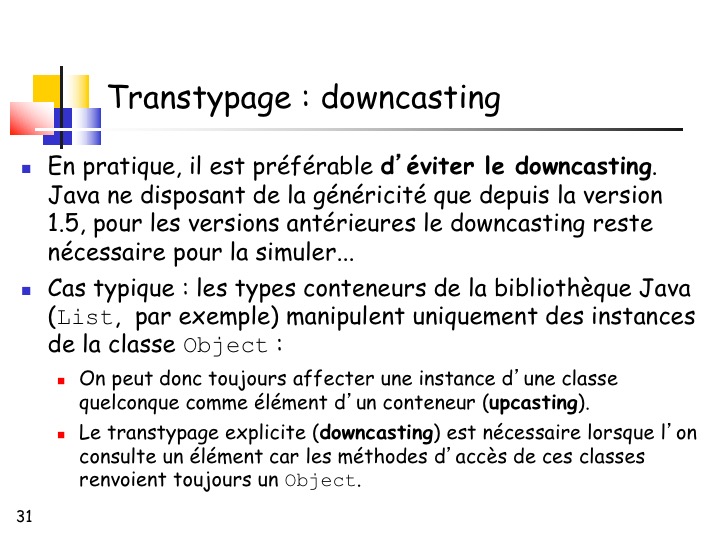 Transtypage : downcasting
En pratique, il est préférable d’éviter le downcasting.
Java ne disposant de la généricité que depuis la version
1.5, pour les versions antérieures le downcasting reste
nécessaire pour la simuler...
Cas typique : les types conteneurs de la bibliothèque Java
(List, par exemple) manipulent uniquement des instances
de la classe Object :
On peut donc toujours affecter une instance d’une classe
quelconque comme élément d’un conteneur (upcasting).
Le transtypage explicite (downcasting) est nécessaire lorsque l’on
consulte un élément car les méthodes d’accès de ces classes
renvoient toujours un Object.
31